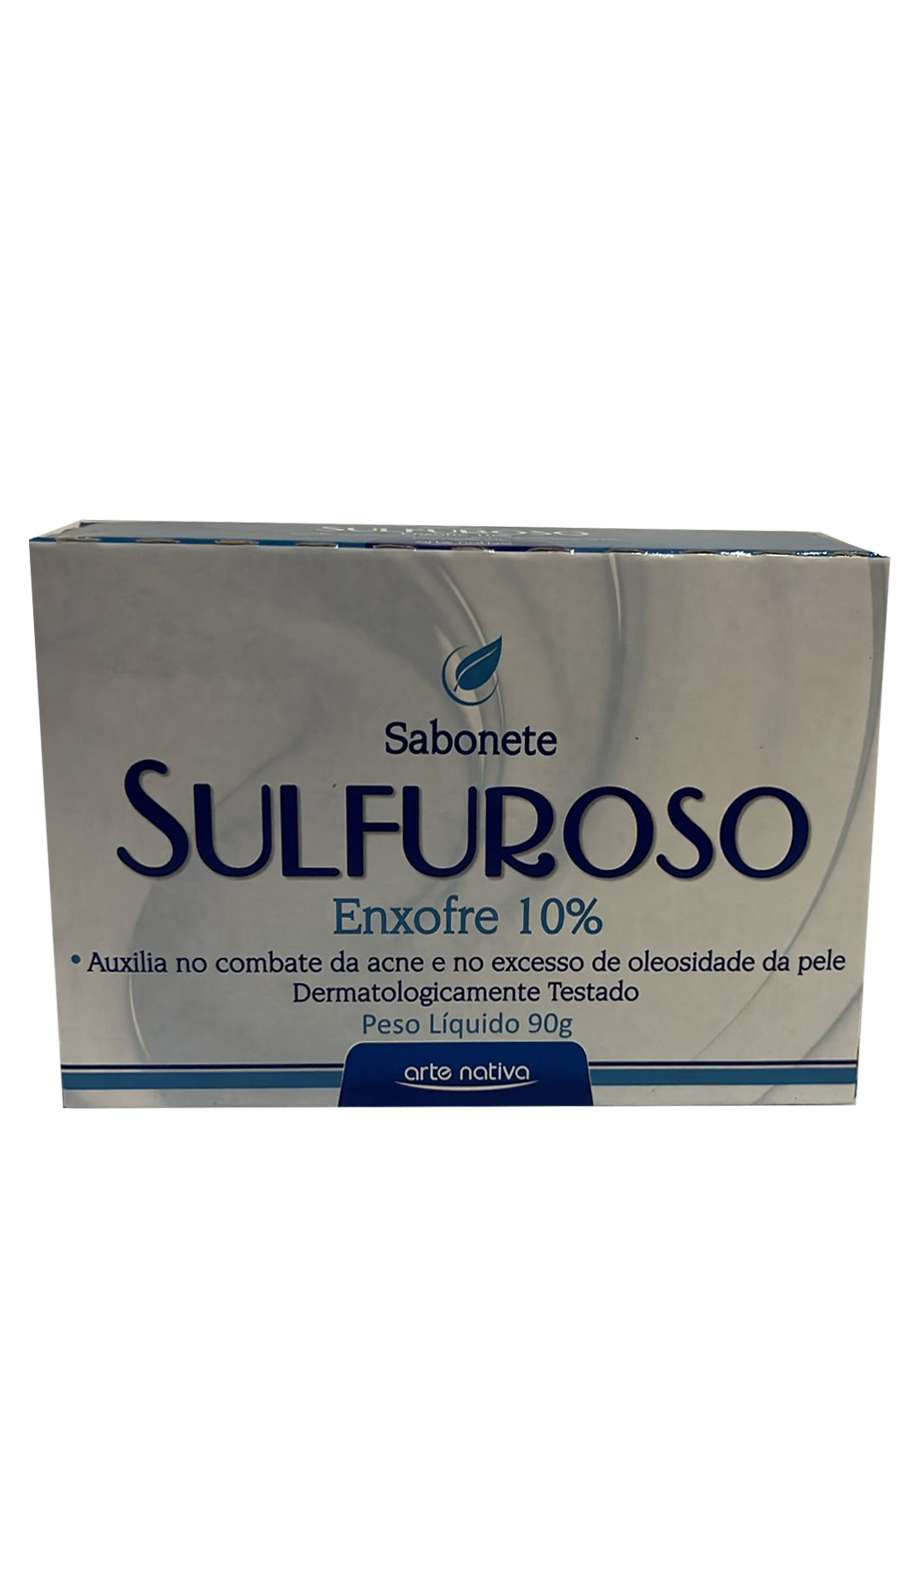 SULFUROSO
Sabonete
SULFUROSO
Enxofre 10%
• Auxilia no combate da acne e no excesso de oleosidade da pele
Dermatologicamente Testado
Peso Líquido 90g
arte nativa